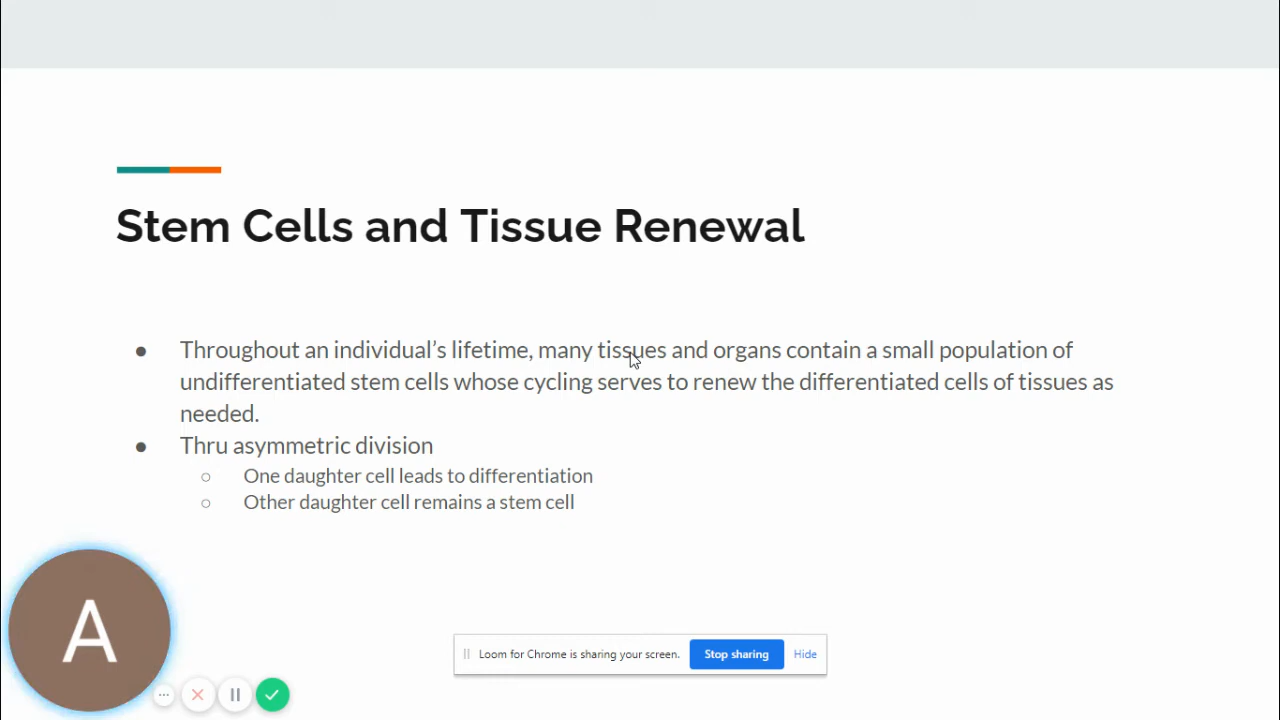 Stem Cells and Tissue Renewal
● Throughout an individual’s lifetime, many tissues and organs contain a small population of
undifferentiated stem cells whose cycling serves to renew the differentiated cells of tissues as
needed.
● Thru asymmetric division
○ One daughter cell leads to differentiation
○ Other daughter cell remains a stem cell
A
Loom for Chrome is sharing your screen. Stop sharing Hide